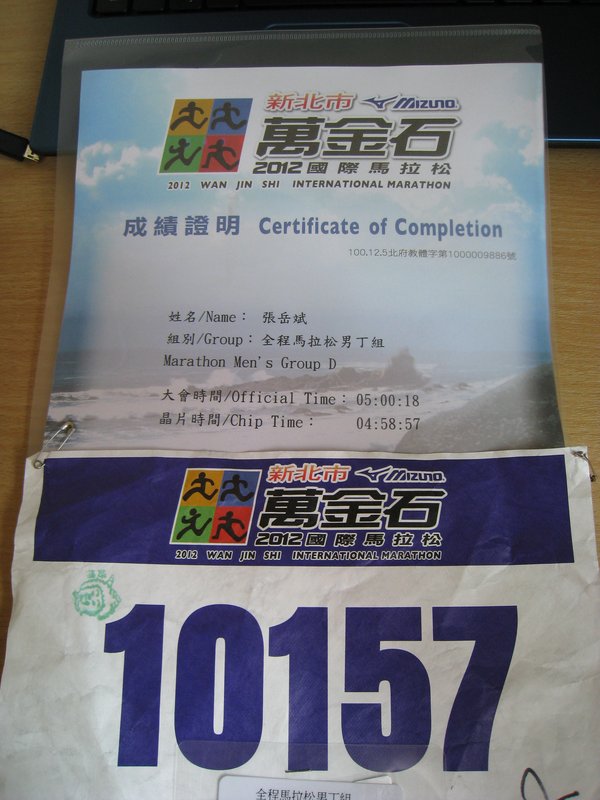 新北市 MIZUNO
萬金石
2012國際馬拉松
2012 WAN JIN SHI INTERNATIONAL MARATHON
成績證明 Certificate of Completion
100.12.5北府教體字第1000009886號
姓名/Name： 張岳斌
組別/Group：全程馬拉松男丁組
Marathon Men's Group D
大會時間/Official Time：05:00:18
晶片時間/Chip Time： 04:58:57
新北市 MIZUNO
萬金石
2012國際馬拉松
2012 WAN JIN SHI INTERNATIONAL MARATHON
10157
全程馬拉松男丁組